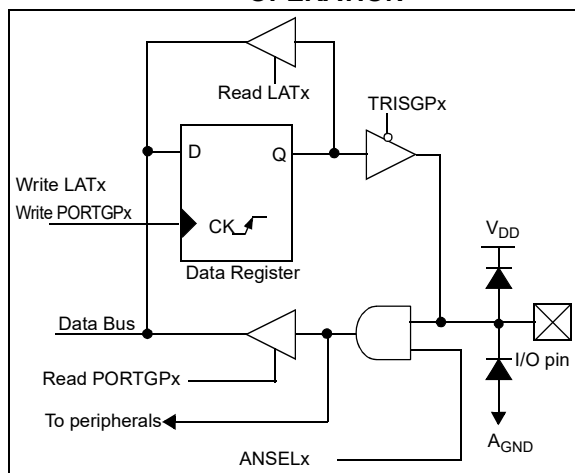 Read LATx
TRISGPx
D
Q
Write LATx
Write PORTGPx
CK
Data Register
VDD
Data Bus
I/O pin
Read PORTGPx
To peripherals
ANSELx
AGND